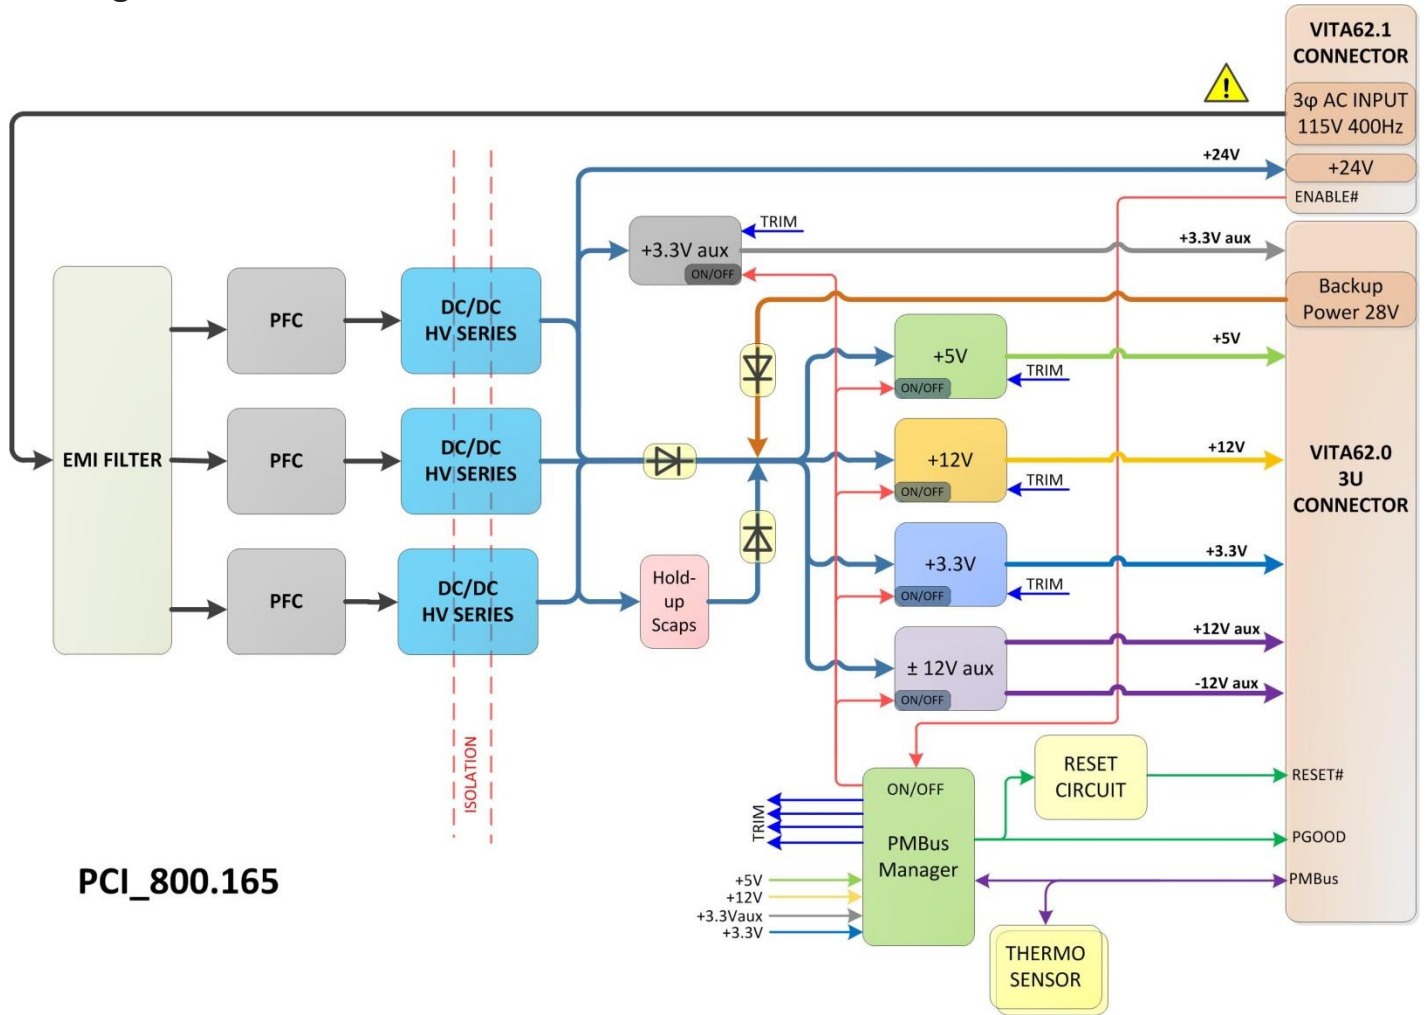 VITA62.1
CONNECTOR
3φ AC INPUT
115V 400Hz
+24V
+24V
ENABLE#
TRIM
+3.3V aux
ON/OFF
+3.3V aux
Backup
Power 28V
DC/DC
HV SERIES
PFC
+5V
ON/OFF
TRIM
+5V
EMI FILTER
PFC
DC/DC
HV SERIES
+12V
ON/OFF
TRIM
+12V
VITA62.0
3U
CONNECTOR
PFC
DC/DC
HV SERIES
Hold-
up
Scaps
+3.3V
ON/OFF
TRIM
+3.3V
± 12V aux
ON/OFF
+12V aux
-12V aux
ISOLATION
ON/OFF
PMBus
Manager
TRIM
RESET
CIRCUIT
RESET#
PGOOD
PMBus
+5V
+12V
+3.3Vaux
+3.3V
THERMO
SENSOR
PCI_800.165